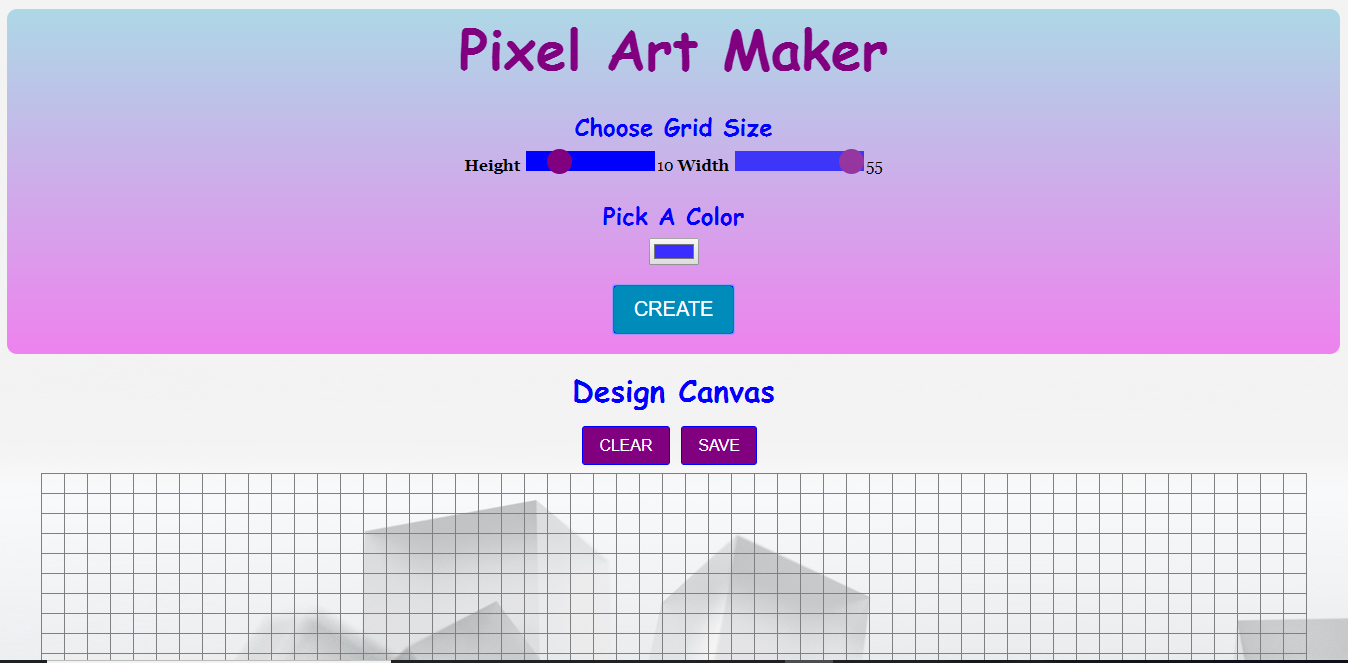 Pixel Art Maker
Choose Grid Size
Height 10 Width 55
Pick A Color
CREATE
Design Canvas
CLEAR SAVE